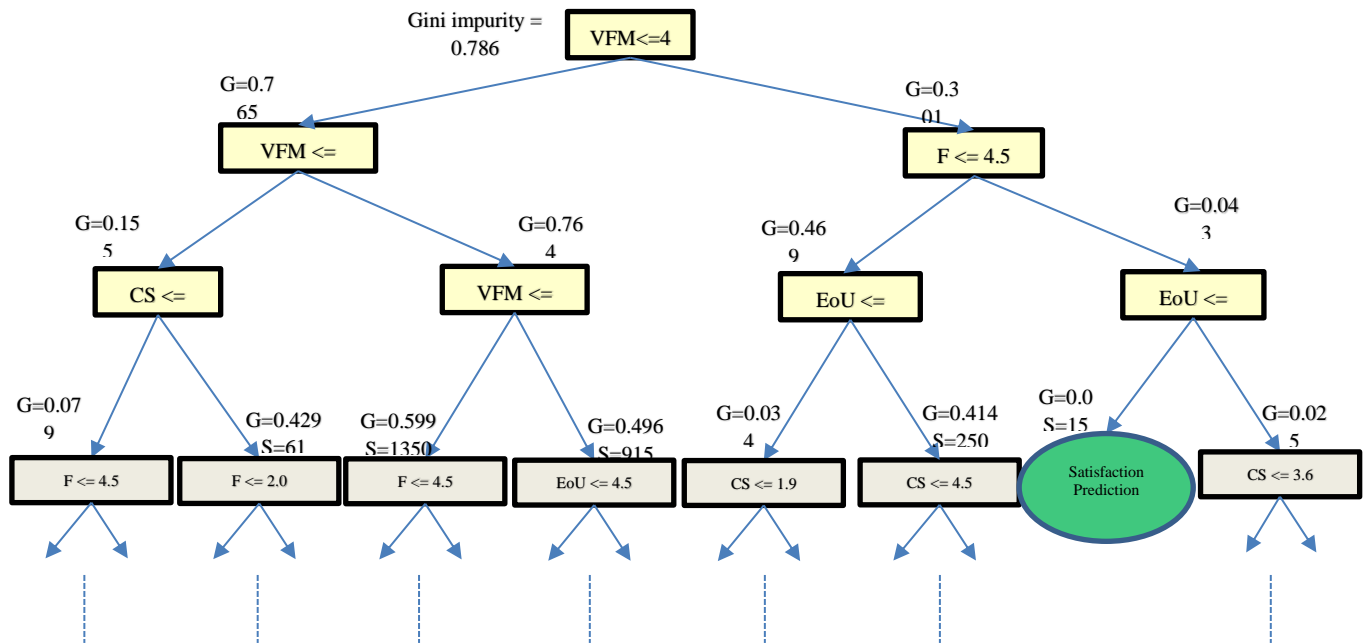 Gini impurity =
0.786
VFM<=4
G=0.7
65
G=0.3
01
VFM <=
F <= 4.5
G=0.15
5
G=0.76
4
G=0.46
9
G=0.04
3
CS <=
VFM <=
EoU <=
EoU <=
G=0.07
9
G=0.429
S=61
G=0.599
S=1350
G=0.496
S=915
G=0.03
4
G=0.414
S=250
G=0.0
S=15
G=0.02
5
F <= 4.5
F <= 2.0
F <= 4.5
EoU <= 4.5
CS <= 1.9
CS <= 4.5
Satisfaction
Prediction
CS <= 3.6